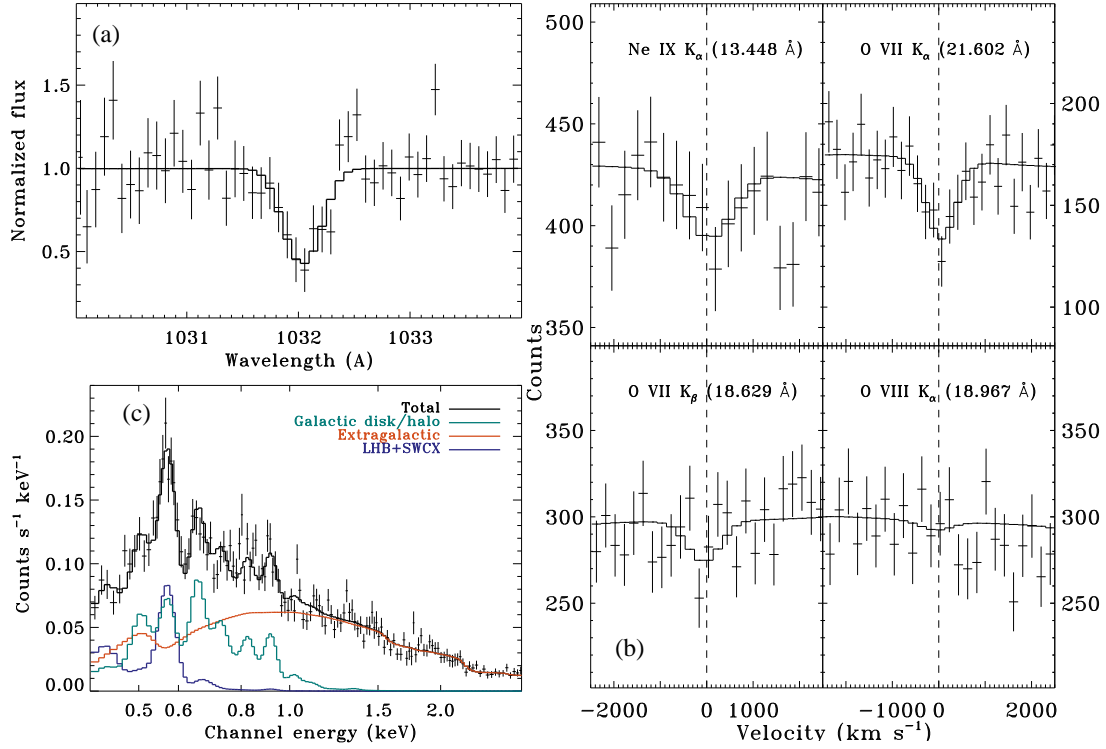 (a)
Normalized flux
1.5
1.0
0.5
1031
1032
1033
Wavelength (A)
(c)
Total
Galactic disk/halo
Extragalactic
LHB+SWCX
Counts s⁻¹ keV⁻¹
0.20
0.15
0.10
0.05
0.00
0.5
0.6
0.8
1.0
1.5
2.0
Channel energy (keV)
Counts
500
450
400
350
Ne IX Kα (13.448 Å)
O VII Kα (21.602 Å)
200
150
100
350
300
250
O VII Kβ (18.629 Å)
O VIII Kα (18.967 Å)
350
300
250
(b)
-2000
0
1000
-1000
0
2000
Velocity (km s⁻¹)